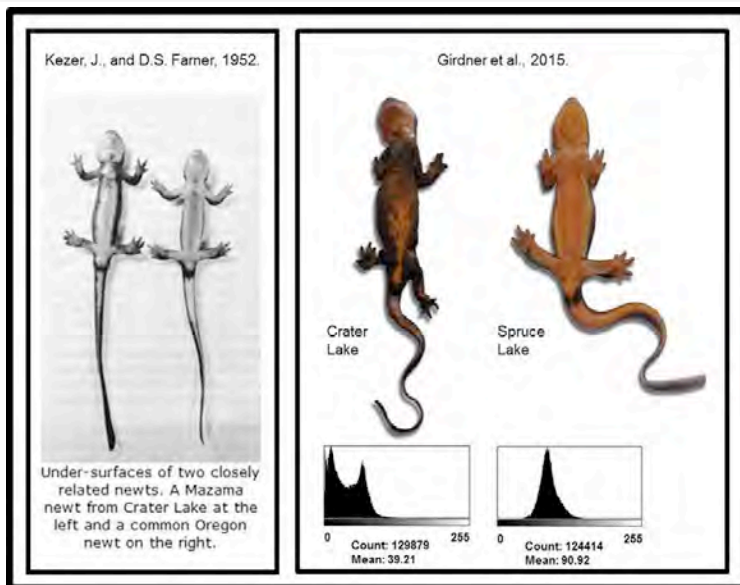 Kezer, J., and D.S. Farner, 1952.
Under-surfaces of two closely
related newts. A Mazama
newt from Crater Lake at the
left and a common Oregon
newt on the right.
Girdner et al., 2015.
Crater
Lake
Spruce
Lake
0
255
Count: 129879
Mean: 39.21
0
255
Count: 124414
Mean: 90.92